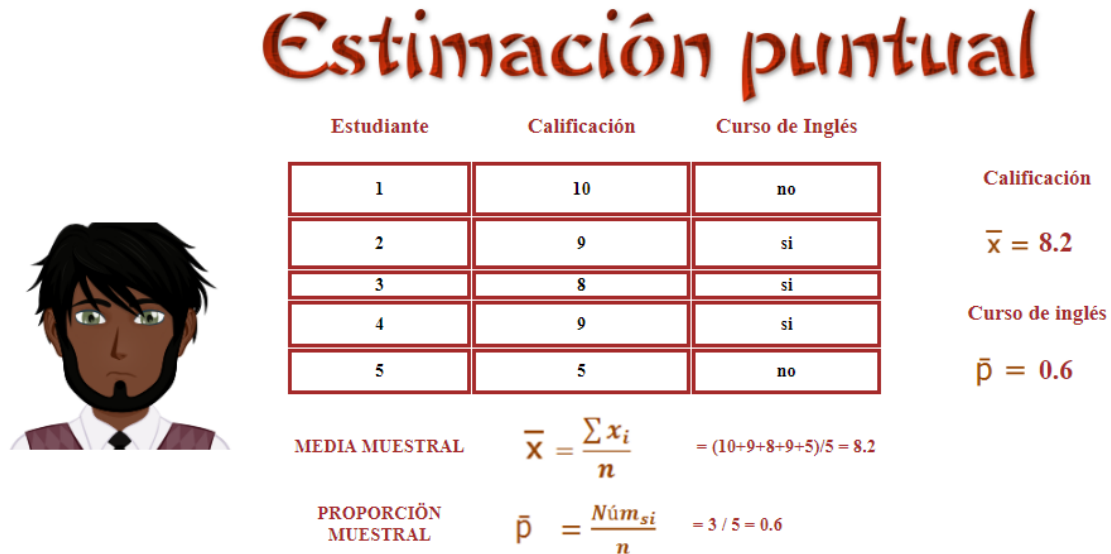 Estimación puntual
Estudiante Calificación Curso de Inglés
1 10 no
2 9 si
3 8 si
4 9 si
5 5 no
Calificación
x̅ = 8.2
Curso de inglés
p̄ = 0.6
MEDIA MUESTRAL x̅ = ∑ xᵢ / n = (10+9+8+9+5)/5 = 8.2
PROPORCIÖN
MUESTRAL p̄ = Núm_si / n = 3 / 5 = 0.6